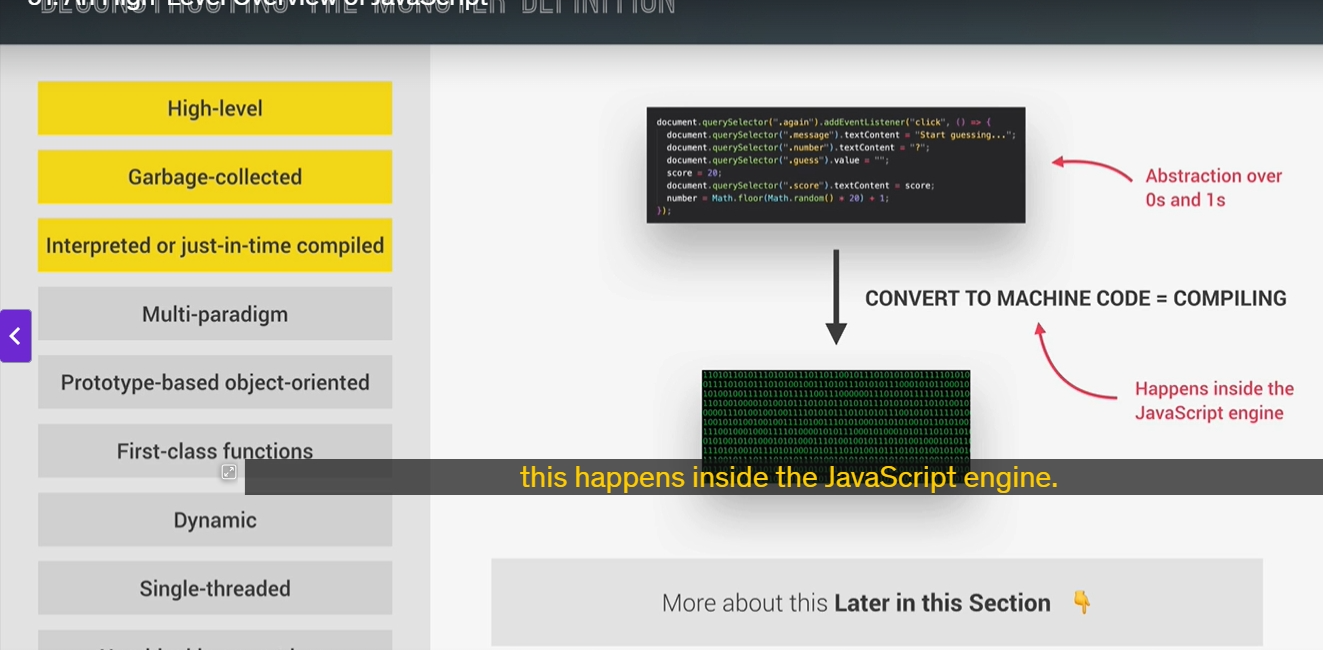 91. An High-Level Overview of JavaScript
DECONSTRUCTING THE MONSTER DEFINITION
High-level
Garbage-collected
Interpreted or just-in-time compiled
Multi-paradigm
Prototype-based object-oriented
First-class functions
Dynamic
Single-threaded
document.querySelector(".again").addEventListener("click", () => {
document.querySelector(".message").textContent = "Start guessing...";
document.querySelector(".number").textContent = "?";
document.querySelector(".guess").value = "";
score = 20;
document.querySelector(".score").textContent = score;
number = Math.floor(Math.random() * 20) + 1;
});
Abstraction over
0s and 1s
CONVERT TO MACHINE CODE = COMPILING
Happens inside the
JavaScript engine
this happens inside the JavaScript engine.
More about this Later in this Section 👇